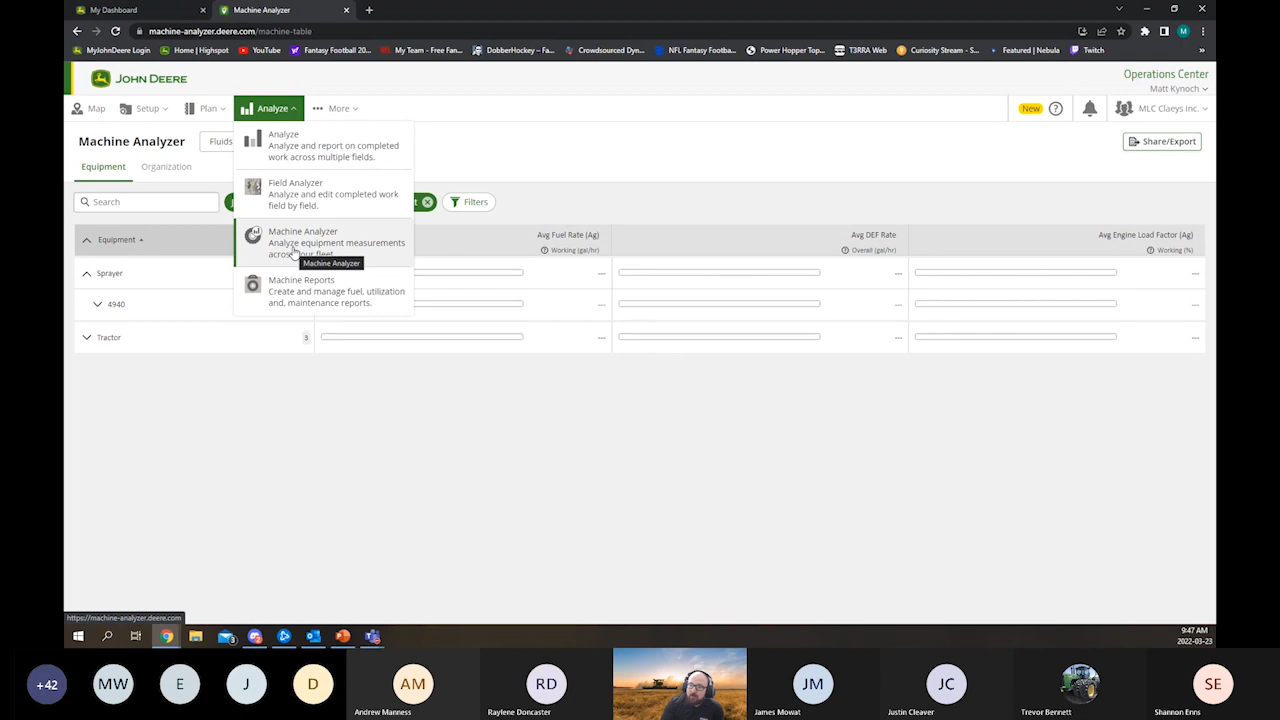 My Dashboard
Machine Analyzer
machine-analyzer.deere.com/machine-table
MyJohnDeere Login
Home | Highspot
YouTube
Fantasy Football 20...
My Team - Free Fan...
DobberHockey – Fa...
Crowdsourced Dyn...
NFL Fantasy Footba...
Power Hopper Top...
T3RRA Web
Curiosity Stream - S...
Featured | Nebula
Twitch
JOHN DEERE
Operations Center
Matt Kynoch
Map
Setup
Plan
Analyze
More
New
MLC Claeys Inc.
Machine Analyzer
Fluids
Share/Export
Equipment
Organization
Analyze
Analyze and report on completed
work across multiple fields.
Field Analyzer
Analyze and edit completed work
field by field.
Machine Analyzer
Analyze equipment measurements
across your fleet.
Machine Analyzer
Machine Reports
Create and manage fuel, utilization
and, maintenance reports.
Search
Filters
Equipment
Avg Fuel Rate (Ag)
Working (gal/hr)
Avg DEF Rate
Overall (gal/hr)
Avg Engine Load Factor (Ag)
Working (%)
Sprayer
---
---
---
4940
---
---
---
Tractor
3
---
---
---
https://machine-analyzer.deere.com
9:47 AM
2022-03-23
+42
MW
E
J
D
AM
Andrew Manness
RD
Raylene Doncaster
JM
James Mowat
JC
Justin Cleaver
Trevor Bennett
SE
Shannon Enns